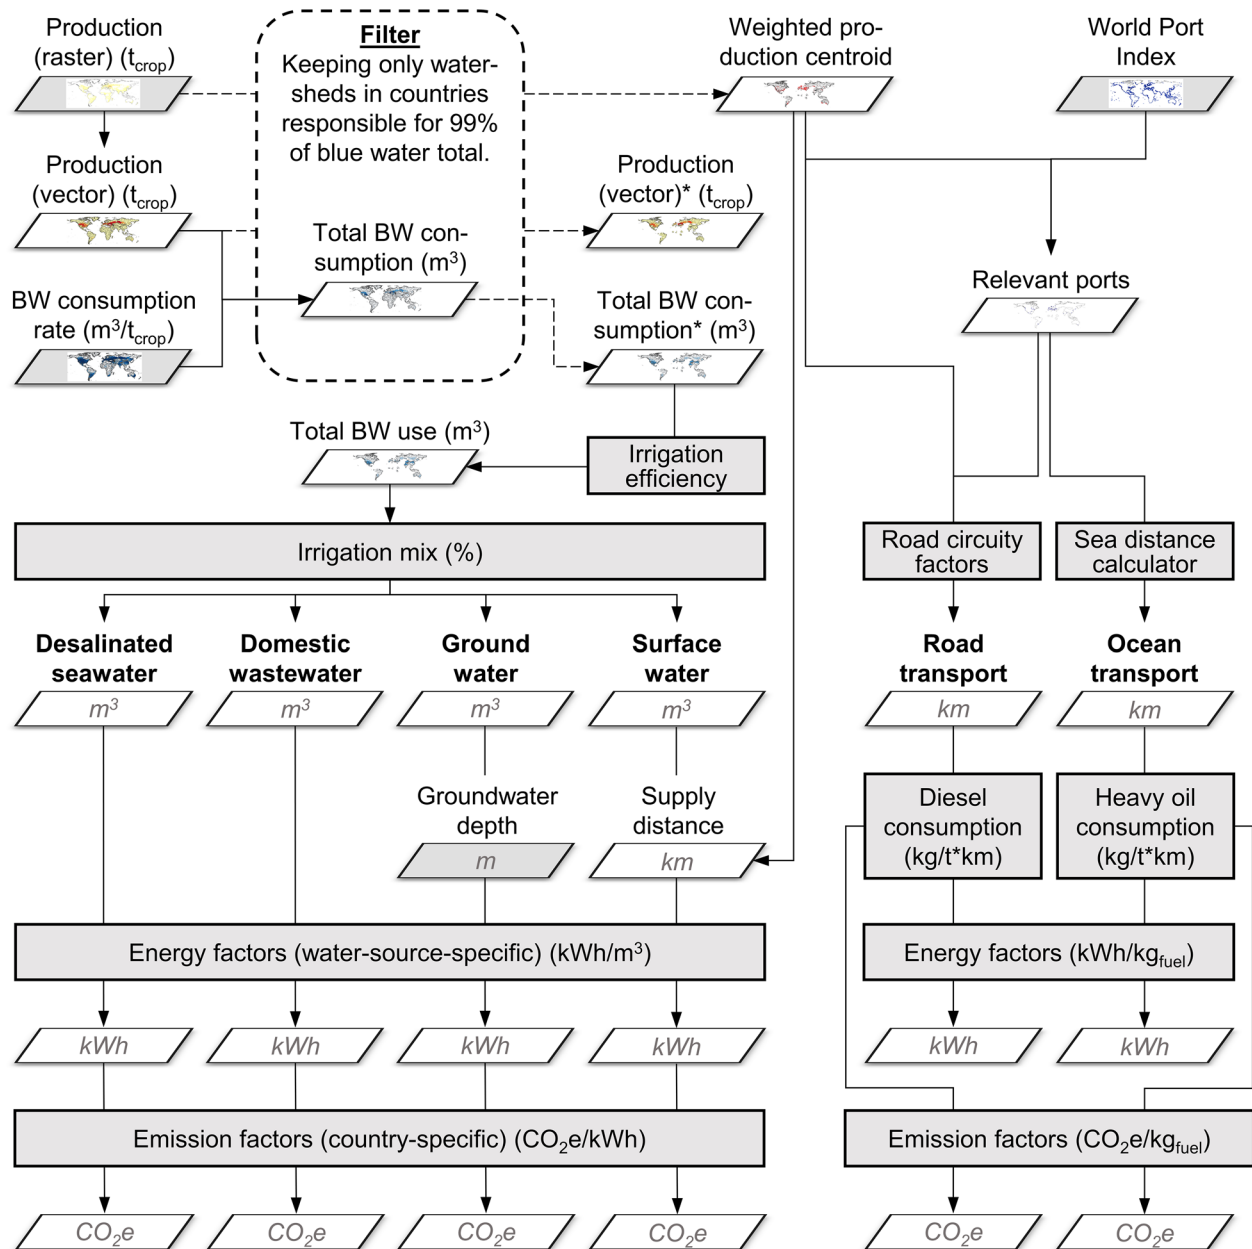 Production
(raster) (t_crop)
Filter
Keeping only water-
sheds in countries
responsible for 99%
of blue water total.
Weighted pro-
duction centroid
World Port
Index
Production
(vector) (t_crop)
Production
(vector)* (t_crop)
Total BW con-
sumption (m³)
BW consumption
rate (m³/t_crop)
Total BW con-
sumption* (m³)
Relevant ports
Total BW use (m³)
Irrigation
efficiency
Irrigation mix (%)
Road circuity
factors
Sea distance
calculator
Desalinated
seawater
Domestic
wastewater
Ground
water
Surface
water
Road
transport
Ocean
transport
m³
m³
m³
m³
km
km
Groundwater
depth
Supply
distance
Diesel
consumption
(kg/t*km)
Heavy oil
consumption
(kg/t*km)
m
km
Energy factors (water-source-specific) (kWh/m³)
Energy factors (kWh/kg_fuel)
kWh
kWh
kWh
kWh
kWh
kWh
Emission factors (country-specific) (CO₂e/kWh)
Emission factors (CO₂e/kg_fuel)
CO₂e
CO₂e
CO₂e
CO₂e
CO₂e
CO₂e